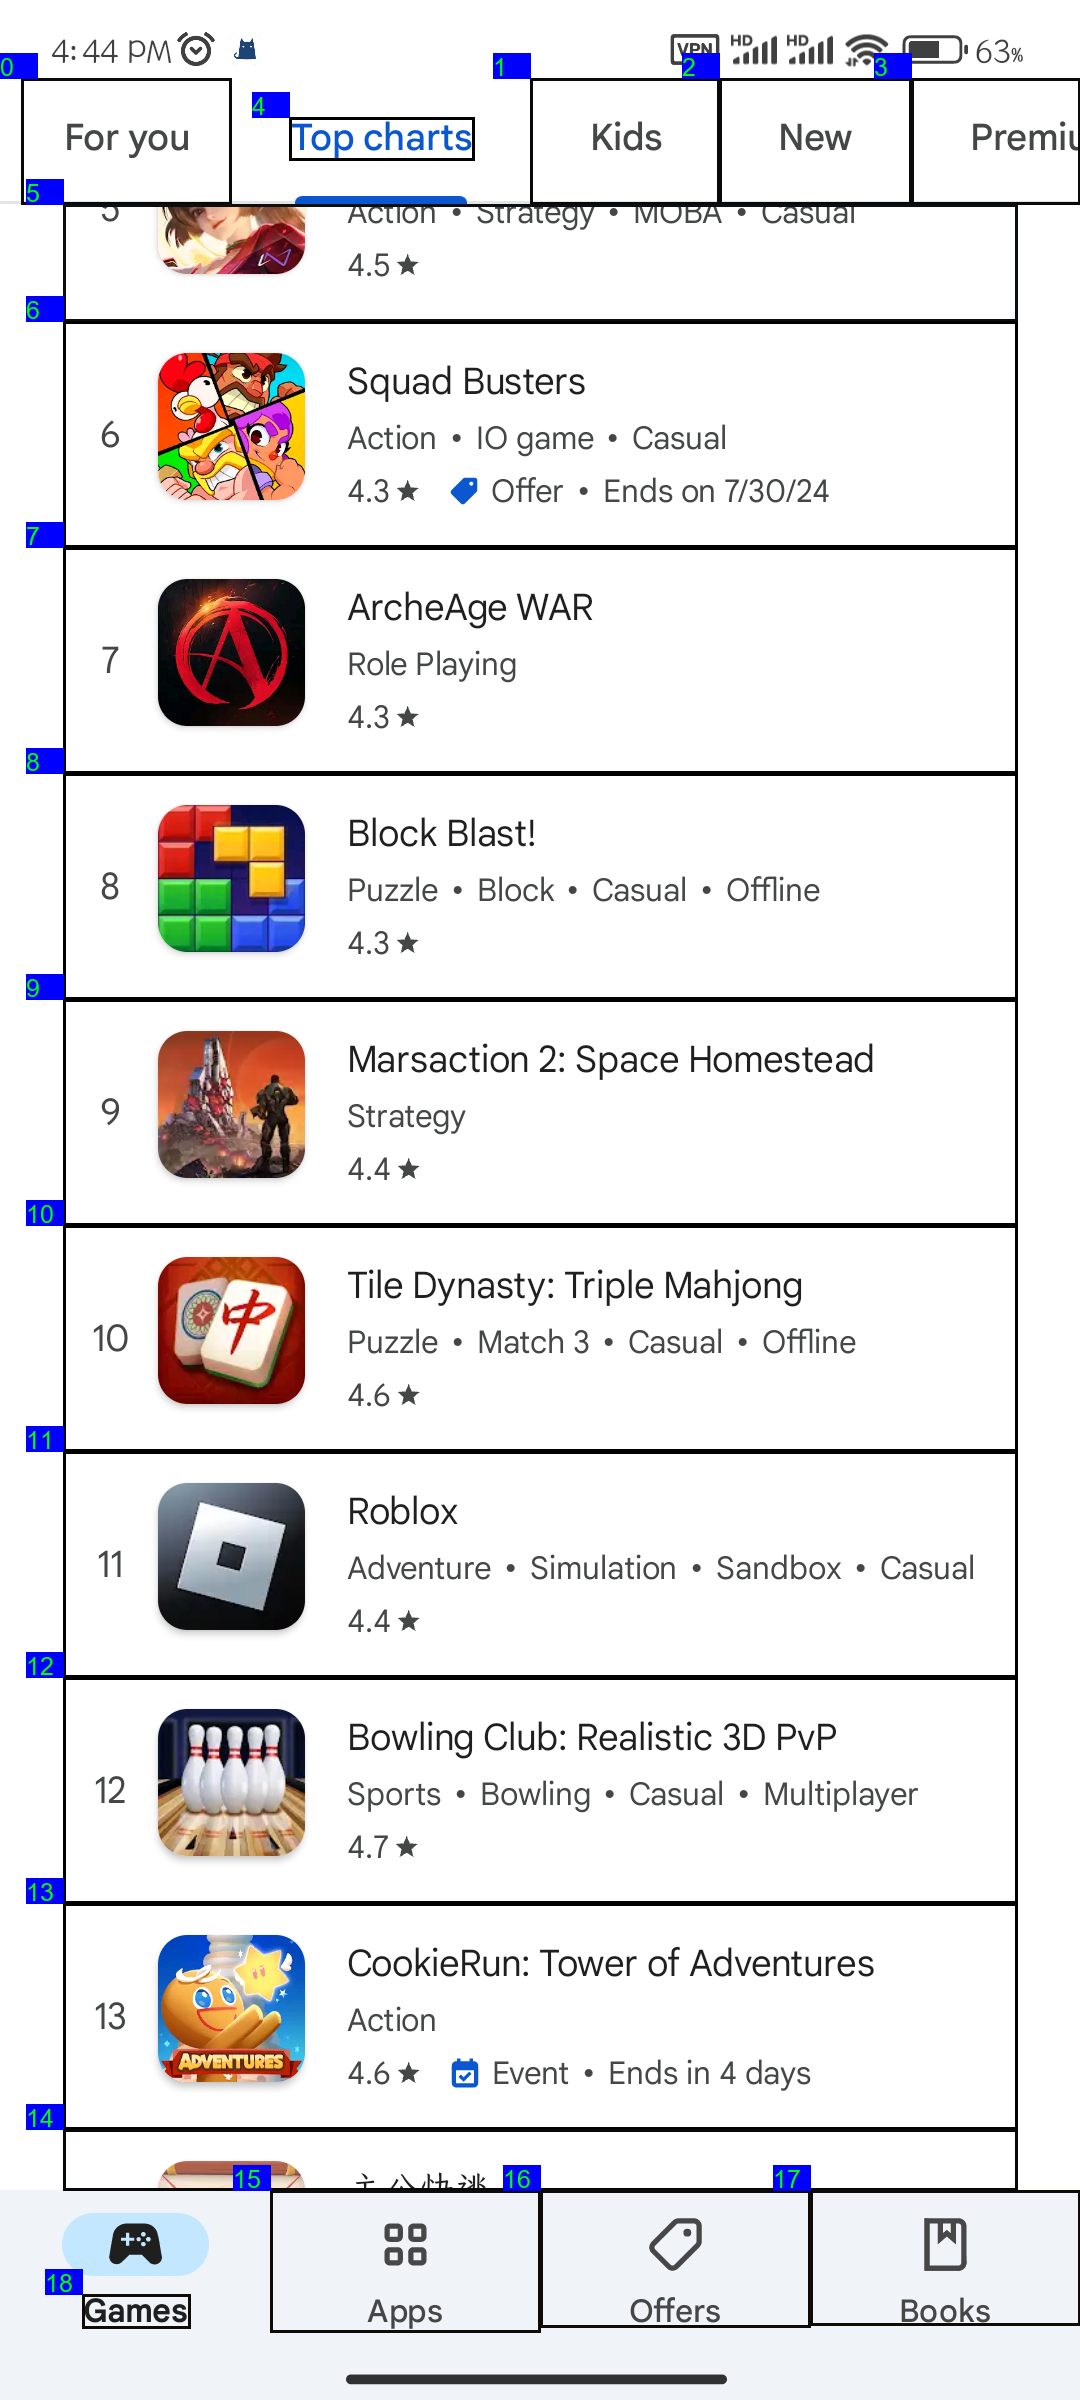 4:44 PM VPN HD HD 63%
0 1 2 3
For you Top charts Kids New Premiu
4
5
5 Action • Strategy • MOBA • Casual
4.5 ★
6
Squad Busters
6 Action • IO game • Casual
4.3 ★ Offer • Ends on 7/30/24
7
ArcheAge WAR
7 Role Playing
4.3 ★
8
Block Blast!
8 Puzzle • Block • Casual • Offline
4.3 ★
9
Marsaction 2: Space Homestead
9 Strategy
4.4 ★
10
Tile Dynasty: Triple Mahjong
10 Puzzle • Match 3 • Casual • Offline
4.6 ★
中
11
Roblox
11 Adventure • Simulation • Sandbox • Casual
4.4 ★
12
Bowling Club: Realistic 3D PvP
12 Sports • Bowling • Casual • Multiplayer
4.7 ★
13
CookieRun: Tower of Adventures
13 Action
4.6 ★ Event • Ends in 4 days
ADVENTURES
14
15 16 17
18
Games Apps Offers Books